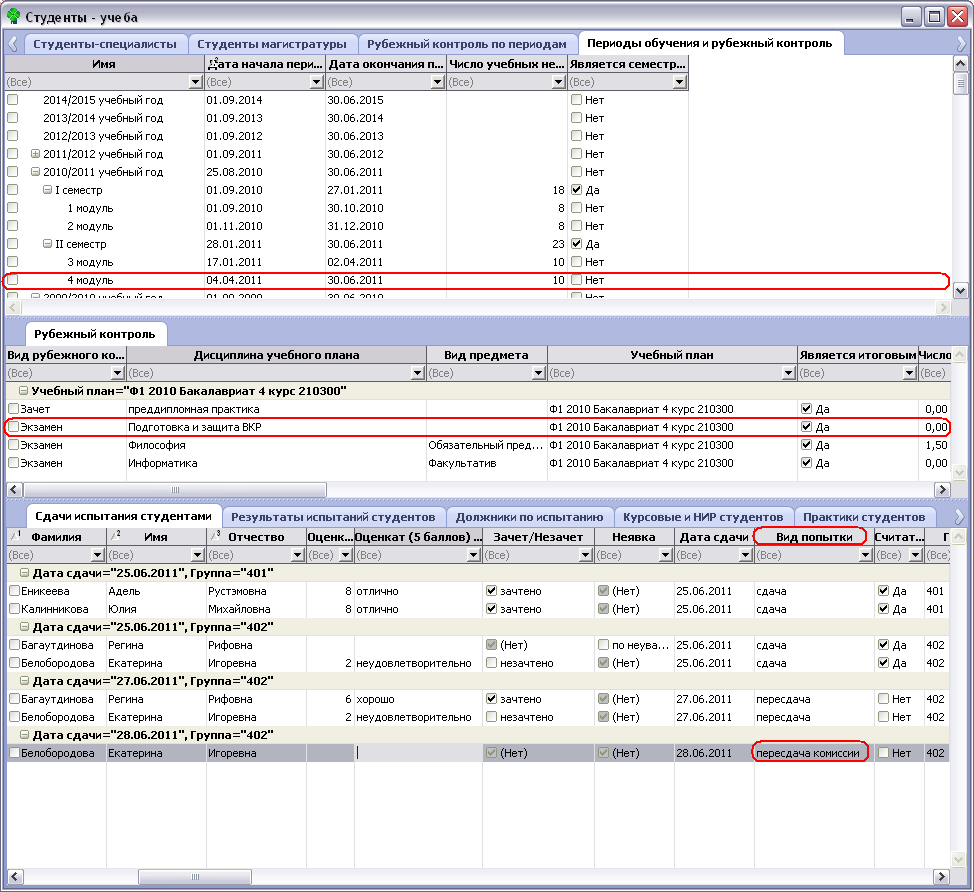 Студенты - учеба
Студенты-специалисты Студенты магистратуры Рубежный контроль по периодам Периоды обучения и рубежный контроль
Имя Дата начала пери... Дата окончания п... Число учебных не... Является семестр...
(Все) (Все) (Все) (Все) (Все)
2014/2015 учебный год 01.09.2014 30.06.2015 Нет
2013/2014 учебный год 01.09.2013 30.06.2014 Нет
2012/2013 учебный год 01.09.2012 30.06.2013 Нет
2011/2012 учебный год 01.09.2011 30.06.2012 Нет
2010/2011 учебный год 25.08.2010 30.06.2011 Нет
I семестр 01.09.2010 27.01.2011 18 Да
1 модуль 01.09.2010 30.10.2010 8 Нет
2 модуль 01.11.2010 31.12.2010 8 Нет
II семестр 28.01.2011 30.06.2011 23 Да
3 модуль 17.01.2011 02.04.2011 10 Нет
4 модуль 04.04.2011 30.06.2011 10 Нет
2009/2010 учебный год 01.09.2009 30.06.2010 Нет
Рубежный контроль
Вид рубежного ко... Дисциплина учебного плана Вид предмета Учебный план Является итоговым Число
(Все) (Все) (Все) (Все) (Все) (Все)
Учебный план="Ф1 2010 Бакалавриат 4 курс 210300"
Зачет преддипломная практика Ф1 2010 Бакалавриат 4 курс 210300 Да 0,00
Экзамен Подготовка и защита ВКР Ф1 2010 Бакалавриат 4 курс 210300 Да 0,00
Экзамен Философия Обязательный пред... Ф1 2010 Бакалавриат 4 курс 210300 Да 1,50
Экзамен Информатика Факультатив Ф1 2010 Бакалавриат 4 курс 210300 Да 0,00
Сдачи испытания студентами Результаты испытаний студентов Должники по испытанию Курсовые и НИР студентов Практики студентов
1 Фамилия 2 Имя 3 Отчество Оценк... Оценкат (5 баллов) ... Зачет/Незачет Неявка Дата сдачи Вид попытки Считат... Г
(Все) (Все) (Все) (Все) (Все) (Все) (Все) (Все) (Все) (Все) (Все)
Дата сдачи="25.06.2011", Группа="401"
Еникеева Адель Рустэмовна 8 отлично зачтено (Нет) 25.06.2011 сдача Да 401
Калинникова Юлия Михайловна 8 отлично зачтено (Нет) 25.06.2011 сдача Да 401
Дата сдачи="25.06.2011", Группа="402"
Багаутдинова Регина Рифовна (Нет) по неува... 25.06.2011 сдача Да 402
Белобородова Екатерина Игоревна 2 неудовлетворительно незачтено (Нет) 25.06.2011 сдача Да 402
Дата сдачи="27.06.2011", Группа="402"
Багаутдинова Регина Рифовна 6 хорошо зачтено (Нет) 27.06.2011 пересдача Нет 402
Белобородова Екатерина Игоревна 2 неудовлетворительно незачтено (Нет) 27.06.2011 пересдача Нет 402
Дата сдачи="28.06.2011", Группа="402"
Белобородова Екатерина Игоревна (Нет) (Нет) 28.06.2011 пересдача комиссии Нет 402